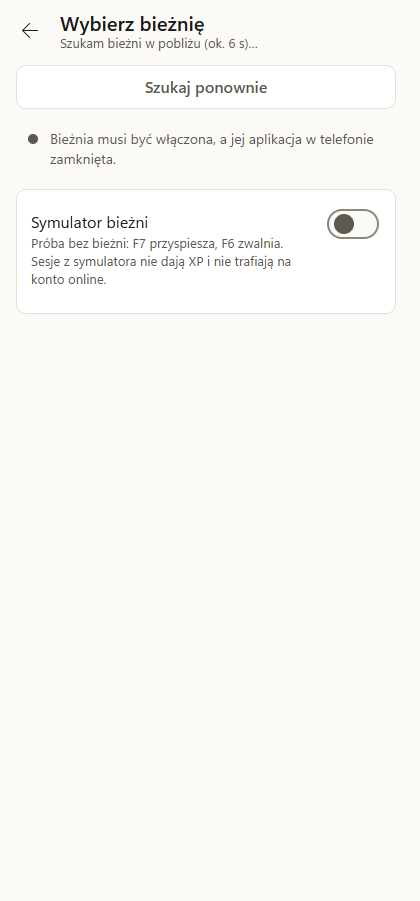 Wybierz bieżnię
Szukam bieżni w pobliżu (ok. 6 s)...
Szukaj ponownie
Bieżnia musi być włączona, a jej aplikacja w telefonie
zamknięta.
Symulator bieżni
Próba bez bieżni: F7 przyspiesza, F6 zwalnia.
Sesje z symulatora nie dają XP i nie trafiają na
konto online.